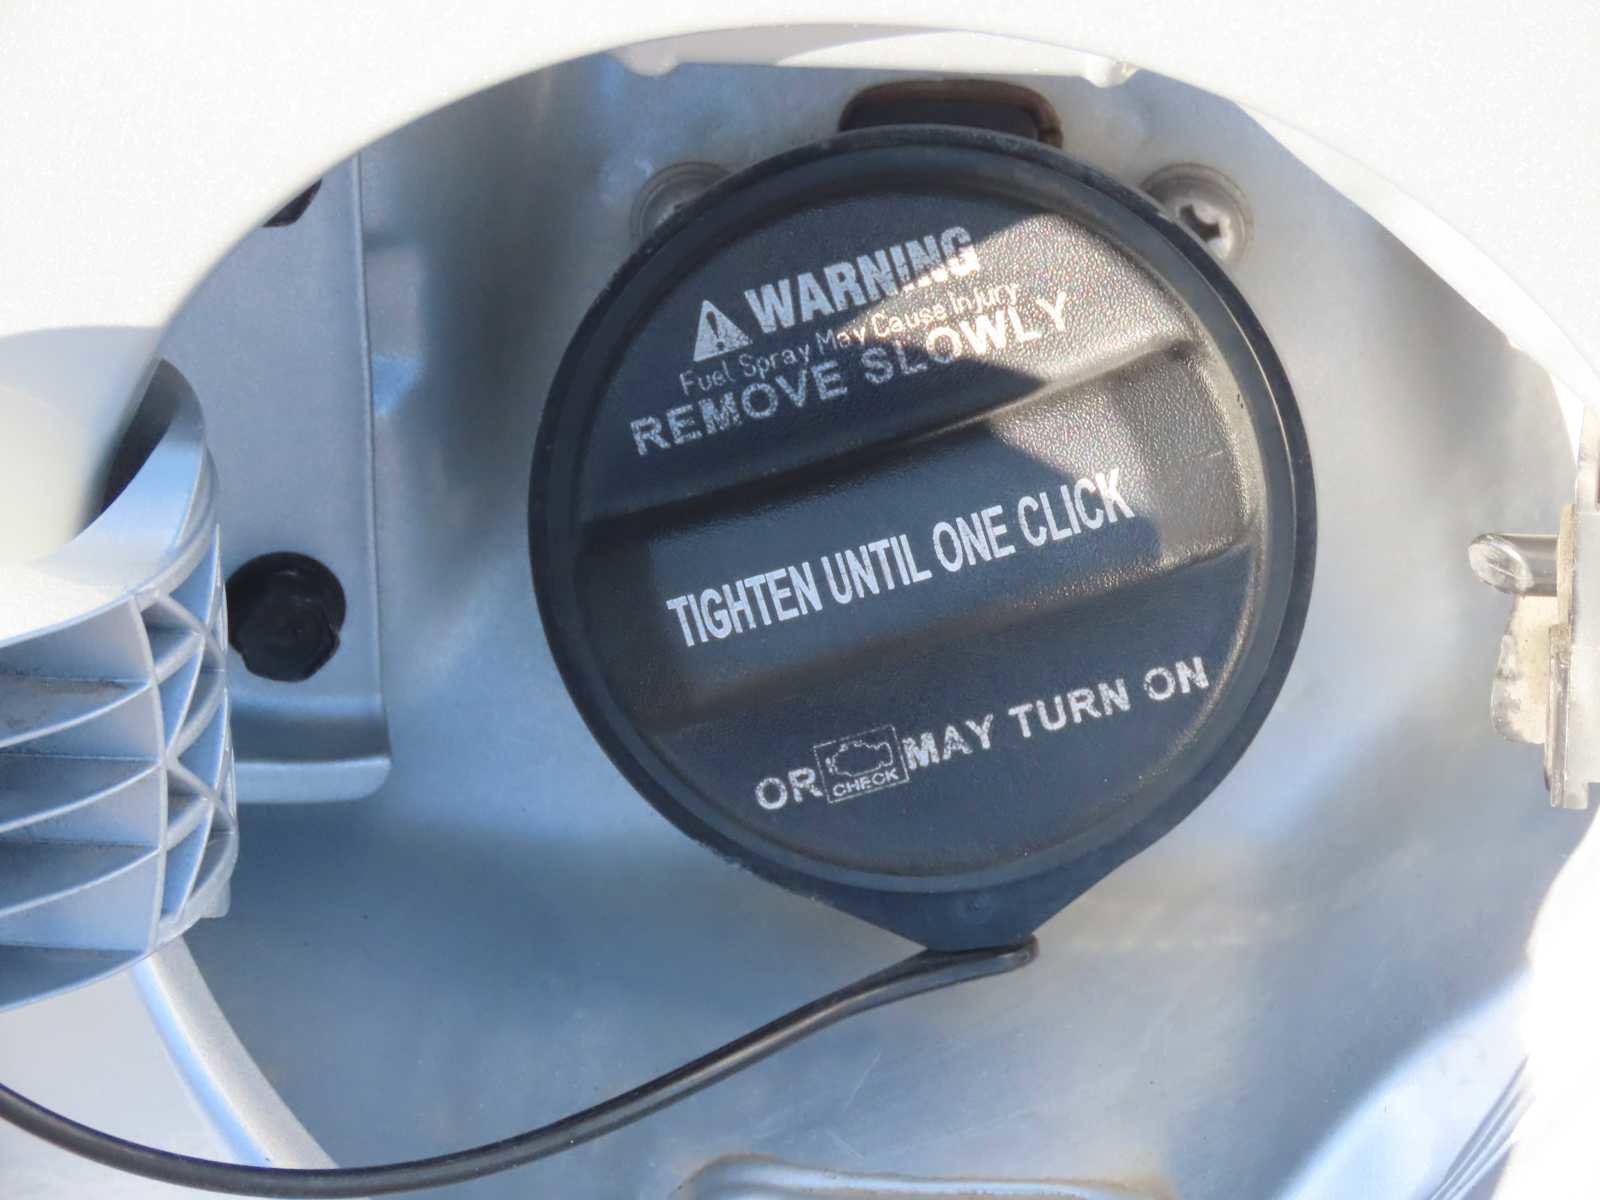 WARNING
Fuel Spray May Cause Injury
REMOVE SLOWLY
TIGHTEN UNTIL ONE CLICK
OR CHECK MAY TURN ON